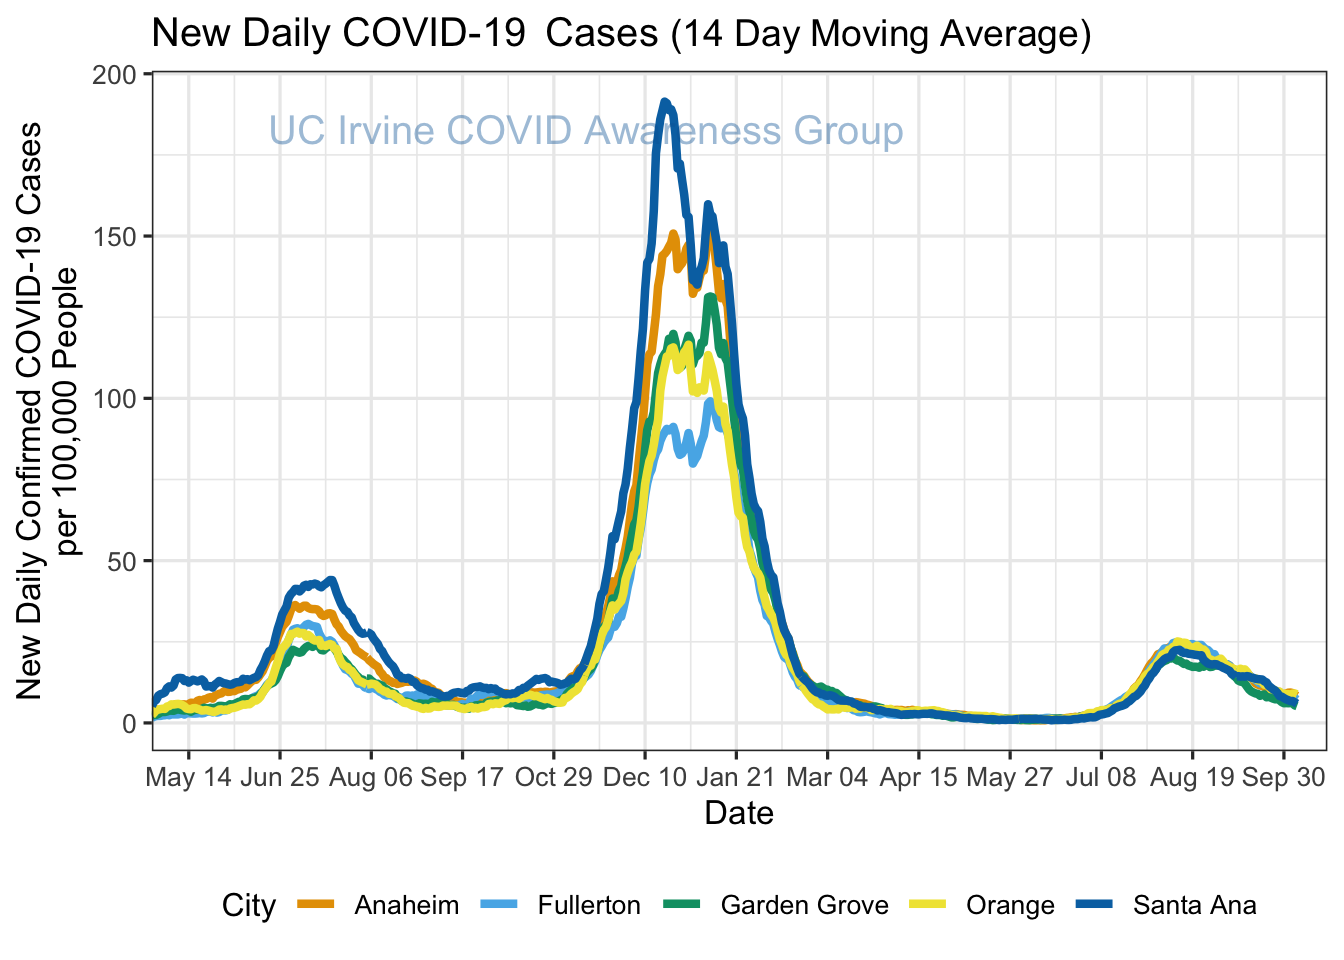 New Daily COVID-19  Cases (14 Day Moving Average)
UC Irvine COVID Awareness Group
New Daily Confirmed COVID-19 Cases
per 100,000 People
200
150
100
50
0
May 14 Jun 25 Aug 06 Sep 17 Oct 29 Dec 10 Jan 21 Mar 04 Apr 15 May 27 Jul 08 Aug 19 Sep 30
Date
City Anaheim Fullerton Garden Grove Orange Santa Ana